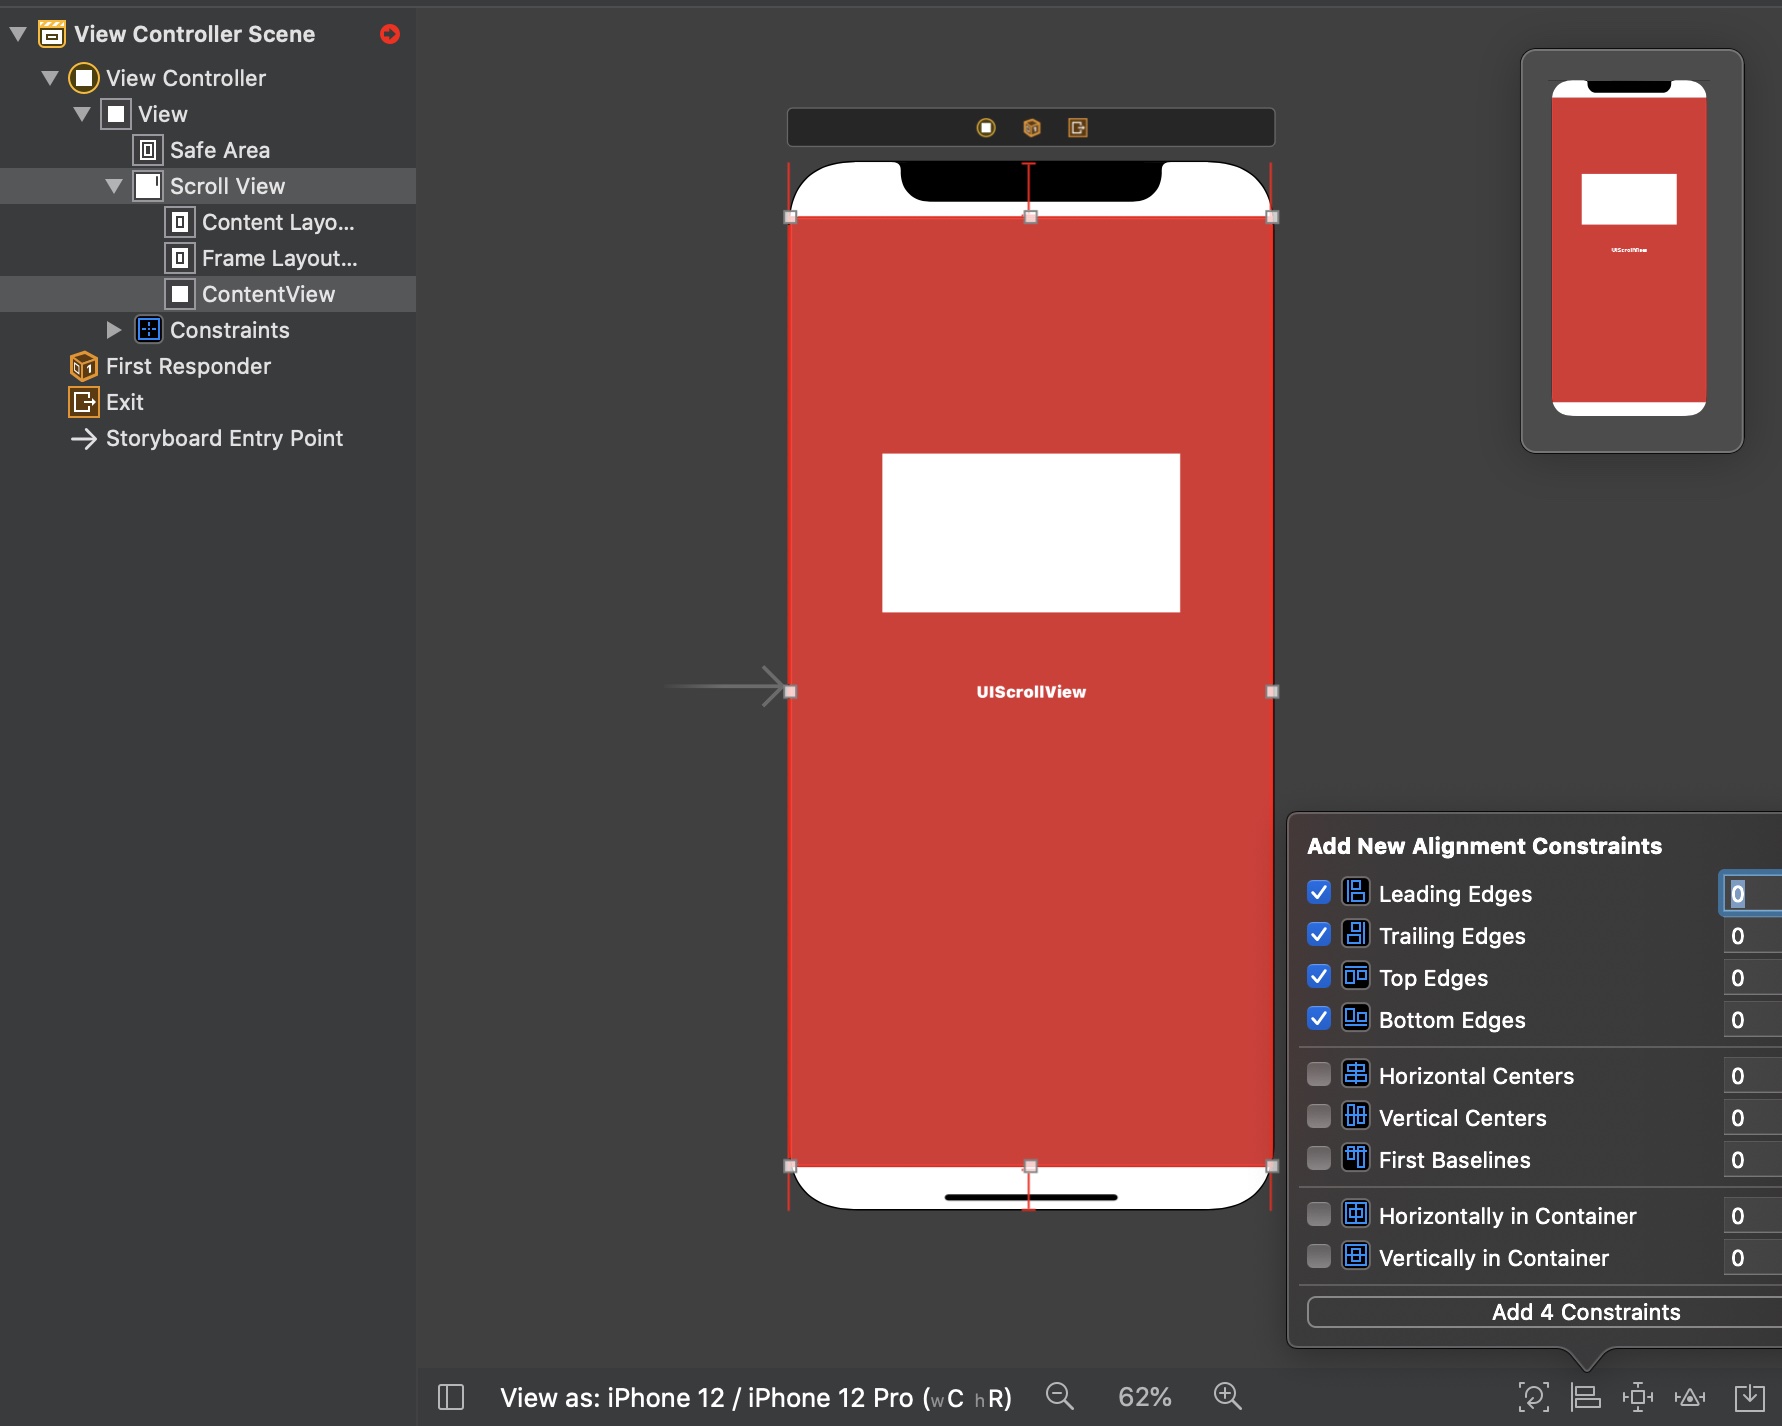 View Controller Scene
View Controller
View
Safe Area
Scroll View
Content Layo...
Frame Layout...
ContentView
Constraints
First Responder
Exit
Storyboard Entry Point
UIScrollView
UIScrollView
Add New Alignment Constraints
Leading Edges 0
Trailing Edges 0
Top Edges 0
Bottom Edges 0
Horizontal Centers 0
Vertical Centers 0
First Baselines 0
Horizontally in Container 0
Vertically in Container 0
Add 4 Constraints
View as: iPhone 12 / iPhone 12 Pro (wC hR) 62%